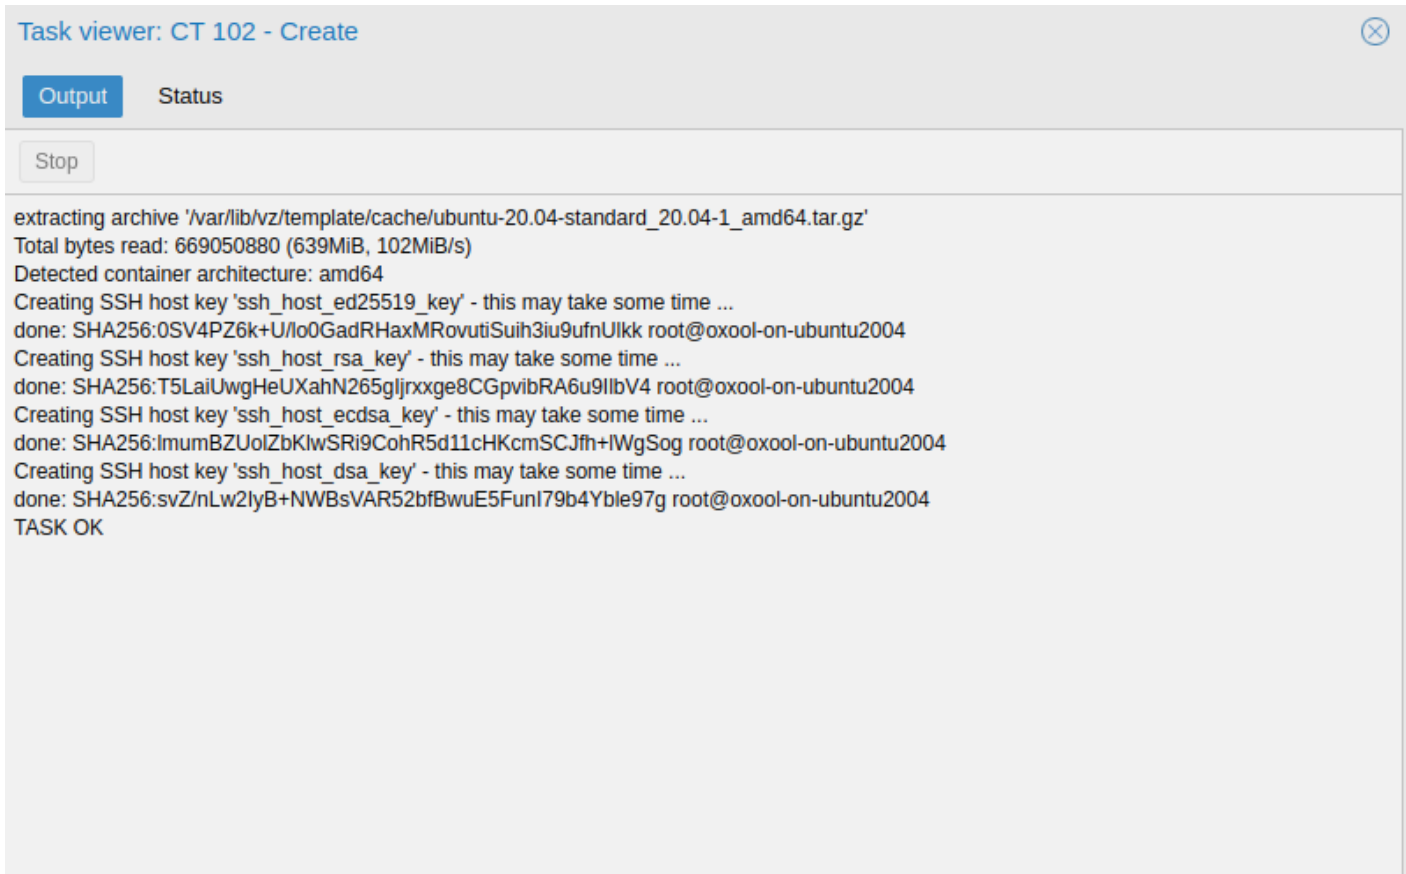 Task viewer: CT 102 - Create
Output Status
Stop
extracting archive '/var/lib/vz/template/cache/ubuntu-20.04-standard_20.04-1_amd64.tar.gz'
Total bytes read: 669050880 (639MiB, 102MiB/s)
Detected container architecture: amd64
Creating SSH host key 'ssh_host_ed25519_key' - this may take some time ...
done: SHA256:0SV4PZ6k+U/lo0GadRHaxMRovutiSuih3iu9ufnUlkk root@oxool-on-ubuntu2004
Creating SSH host key 'ssh_host_rsa_key' - this may take some time ...
done: SHA256:T5LaiUwgHeUXahN265gIjrxxge8CGpvibRA6u9IlbV4 root@oxool-on-ubuntu2004
Creating SSH host key 'ssh_host_ecdsa_key' - this may take some time ...
done: SHA256:lmumBZUolZbKlwSRi9CohR5d11cHKcmSCJfh+lWgSog root@oxool-on-ubuntu2004
Creating SSH host key 'ssh_host_dsa_key' - this may take some time ...
done: SHA256:svZ/nLw2lyB+NWBsVAR52bfBwuE5FunI79b4Yble97g root@oxool-on-ubuntu2004
TASK OK